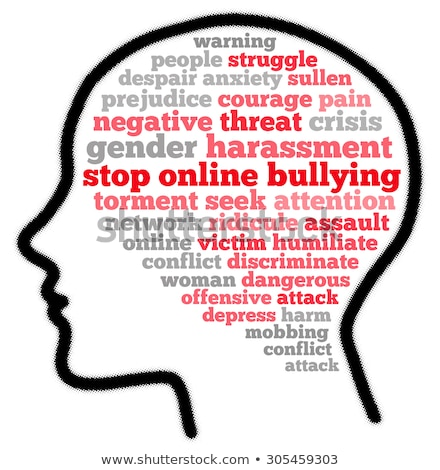 warning
people struggle
despair anxiety sullen
prejudice courage pain
negative threat crisis
gender harassment
stop online bullying
torment seek attention
network ridicule assault
shutterstock
online victim humiliate
conflict discriminate
woman dangerous
offensive attack
depress harm
mobbing
conflict
attack
www.shutterstock.com · 305459303